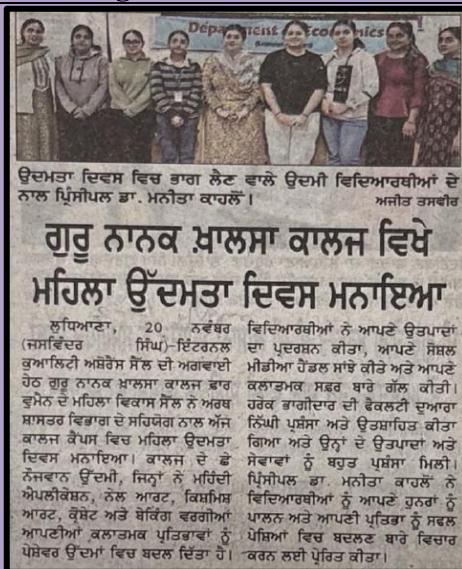 Department of Economics
ਉਦਮਤਾ ਦਿਵਸ ਵਿਚ ਭਾਗ ਲੈਣ ਵਾਲੇ ਉਦਮੀ ਵਿਦਿਆਰਥੀਆਂ ਦੇ
ਨਾਲ ਪ੍ਰਿੰਸੀਪਲ ਡਾ. ਮਨੀਤਾ ਕਾਹਲੋਂ।
ਅਜੀਤ ਤਸਵੀਰ
ਗੁਰੂ ਨਾਨਕ ਖ਼ਾਲਸਾ ਕਾਲਜ ਵਿਖੇ
ਮਹਿਲਾ ਉੱਦਮਤਾ ਦਿਵਸ ਮਨਾਇਆ
ਲੁਧਿਆਣਾ, 20 ਨਵੰਬਰ
(ਜਸਵਿੰਦਰ ਸਿੰਘ)-ਇੰਟਰਨਲ
ਕੁਆਲਿਟੀ ਅਸ਼ੋਰੈਂਸ ਸੈੱਲ ਦੀ ਅਗਵਾਈ
ਹੇਠ ਗੁਰੂ ਨਾਨਕ ਖ਼ਾਲਸਾ ਕਾਲਜ ਫ਼ਾਰ
ਵੂਮੈਨ ਦੇ ਮਹਿਲਾ ਵਿਕਾਸ ਸੈੱਲ ਨੇ ਅਰਥ
ਸ਼ਾਸਤਰ ਵਿਭਾਗ ਦੇ ਸਹਿਯੋਗ ਨਾਲ ਅੱਜ
ਕਾਲਜ ਕੈਂਪਸ ਵਿਚ ਮਹਿਲਾ ਉਦਮਤਾ
ਦਿਵਸ ਮਨਾਇਆ। ਕਾਲਜ ਦੇ ਛੇ
ਨੌਜਵਾਨ ਉੱਦਮੀ, ਜਿਨ੍ਹਾਂ ਨੇ ਮਹਿੰਦੀ
ਐਪਲੀਕੇਸ਼ਨ, ਨੇਲ ਆਰਟ, ਕਿਸ਼ਮਿਸ਼
ਆਰਟ, ਕ੍ਰੋਸ਼ੇਟ ਅਤੇ ਬੇਕਿੰਗ ਵਰਗੀਆਂ
ਆਪਣੀਆਂ ਕਲਾਤਮਕ ਪ੍ਰਤਿਭਾਵਾਂ ਨੂੰ
ਪੇਸ਼ੇਵਰ ਉੱਦਮਾਂ ਵਿਚ ਬਦਲ ਦਿੱਤਾ ਹੈ।
ਵਿਦਿਆਰਥੀਆਂ ਨੇ ਆਪਣੇ ਉਤਪਾਦਾਂ
ਦਾ ਪ੍ਰਦਰਸ਼ਨ ਕੀਤਾ, ਆਪਣੇ ਸੋਸ਼ਲ
ਮੀਡੀਆ ਹੈਂਡਲ ਸਾਂਝੇ ਕੀਤੇ ਅਤੇ ਆਪਣੇ
ਕਲਾਤਮਕ ਸਫ਼ਰ ਬਾਰੇ ਗੱਲ ਕੀਤੀ।
ਹਰੇਕ ਭਾਗੀਦਾਰ ਦੀ ਫੈਕਲਟੀ ਦੁਆਰਾ
ਨਿੱਘੀ ਪ੍ਰਸ਼ੰਸਾ ਅਤੇ ਉਤਸ਼ਾਹਿਤ ਕੀਤਾ
ਗਿਆ ਅਤੇ ਉਨ੍ਹਾਂ ਦੇ ਉਤਪਾਦਾਂ ਅਤੇ
ਸੇਵਾਵਾਂ ਨੂੰ ਬਹੁਤ ਪ੍ਰਸ਼ੰਸਾ ਮਿਲੀ।
ਪ੍ਰਿੰਸੀਪਲ ਡਾ. ਮਨੀਤਾ ਕਾਹਲੋਂ ਨੇ
ਵਿਦਿਆਰਥੀਆਂ ਨੂੰ ਆਪਣੇ ਹੁਨਰਾਂ ਨੂੰ
ਪਾਲਨ ਅਤੇ ਆਪਣੀ ਪ੍ਰਤਿਭਾ ਨੂੰ ਸਫਲ
ਪੇਸ਼ਿਆਂ ਵਿਚ ਬਦਲਣ ਬਾਰੇ ਵਿਚਾਰ
ਕਰਨ ਲਈ ਪ੍ਰੇਰਿਤ ਕੀਤਾ।